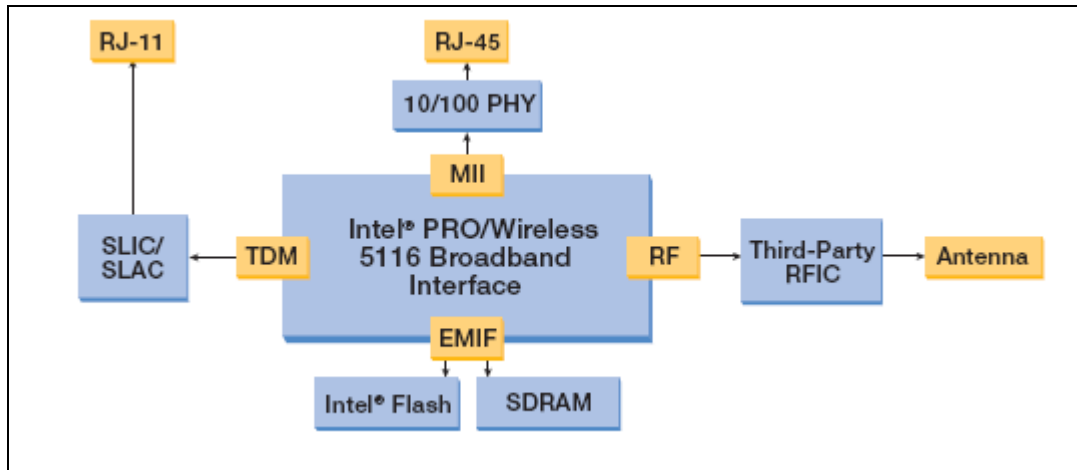 RJ-11
RJ-45
10/100 PHY
MII
Intel® PRO/Wireless
5116 Broadband
Interface
SLIC/
SLAC
TDM
RF
Third-Party
RFIC
Antenna
EMIF
Intel® Flash
SDRAM